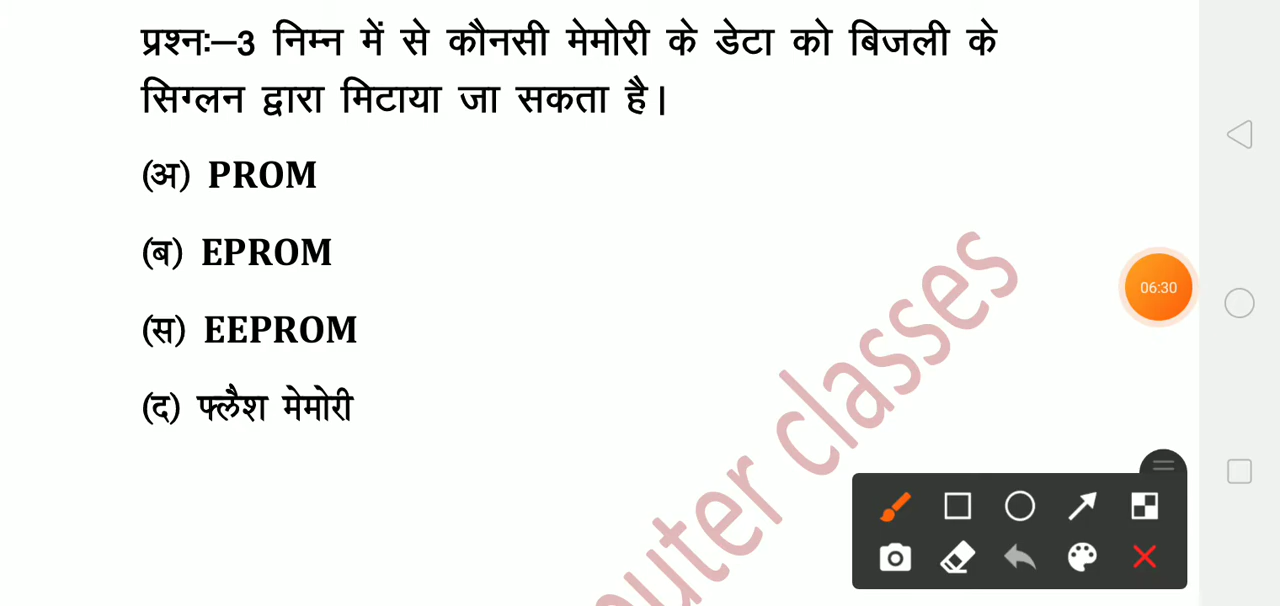 प्रश्नः–3 निम्न में से कौनसी मेमोरी के डेटा को बिजली के
सिग्लन द्वारा मिटाया जा सकता है।
(अ) PROM
(ब) EPROM
(स) EEPROM
(द) फ्लैश मेमोरी
06:30
uter classes